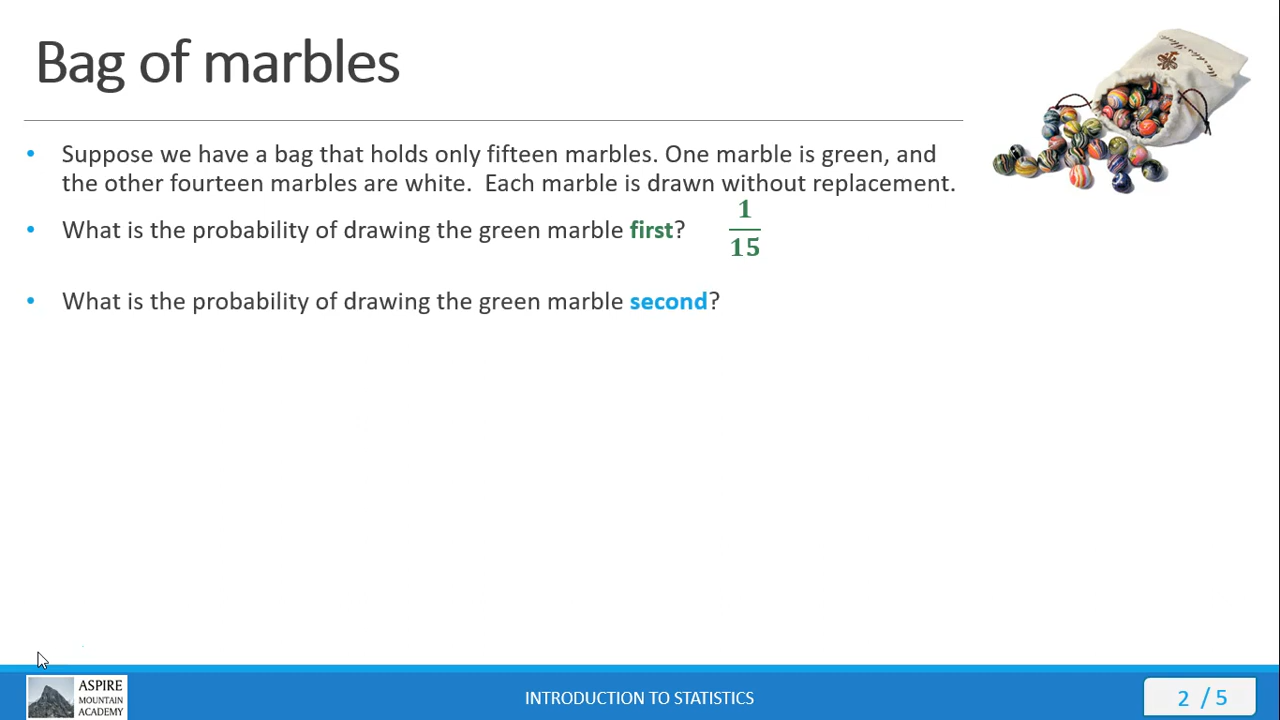 Bag of marbles
• Suppose we have a bag that holds only fifteen marbles. One marble is green, and
the other fourteen marbles are white. Each marble is drawn without replacement.
• What is the probability of drawing the green marble first? 1/15
• What is the probability of drawing the green marble second?
ASPIRE
MOUNTAIN
ACADEMY
INTRODUCTION TO STATISTICS
2 / 5